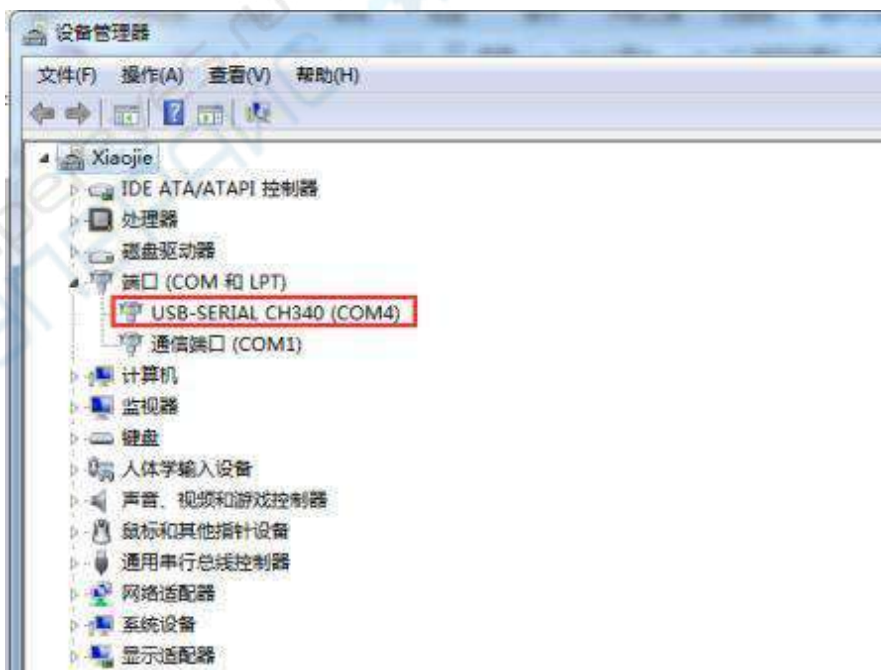 设备管理器
文件(F) 操作(A) 查看(V) 帮助(H)
Xiaojie
IDE ATA/ATAPI 控制器
处理器
磁盘驱动器
端口 (COM 和 LPT)
USB-SERIAL CH340 (COM4)
通信端口 (COM1)
计算机
监视器
键盘
人体学输入设备
声音、视频和游戏控制器
鼠标和其他指针设备
通用串行总线控制器
网络适配器
系统设备
显示适配器